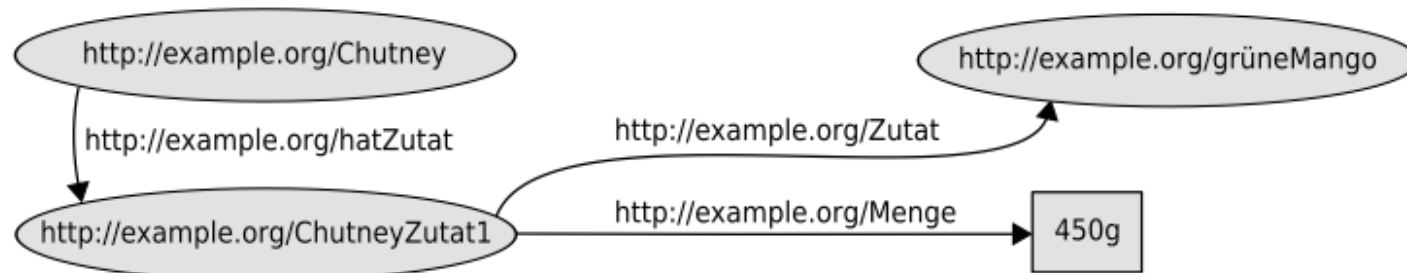 http://example.org/Chutney
http://example.org/grüneMango
http://example.org/hatZutat
http://example.org/Zutat
http://example.org/ChutneyZutat1
http://example.org/Menge
450g